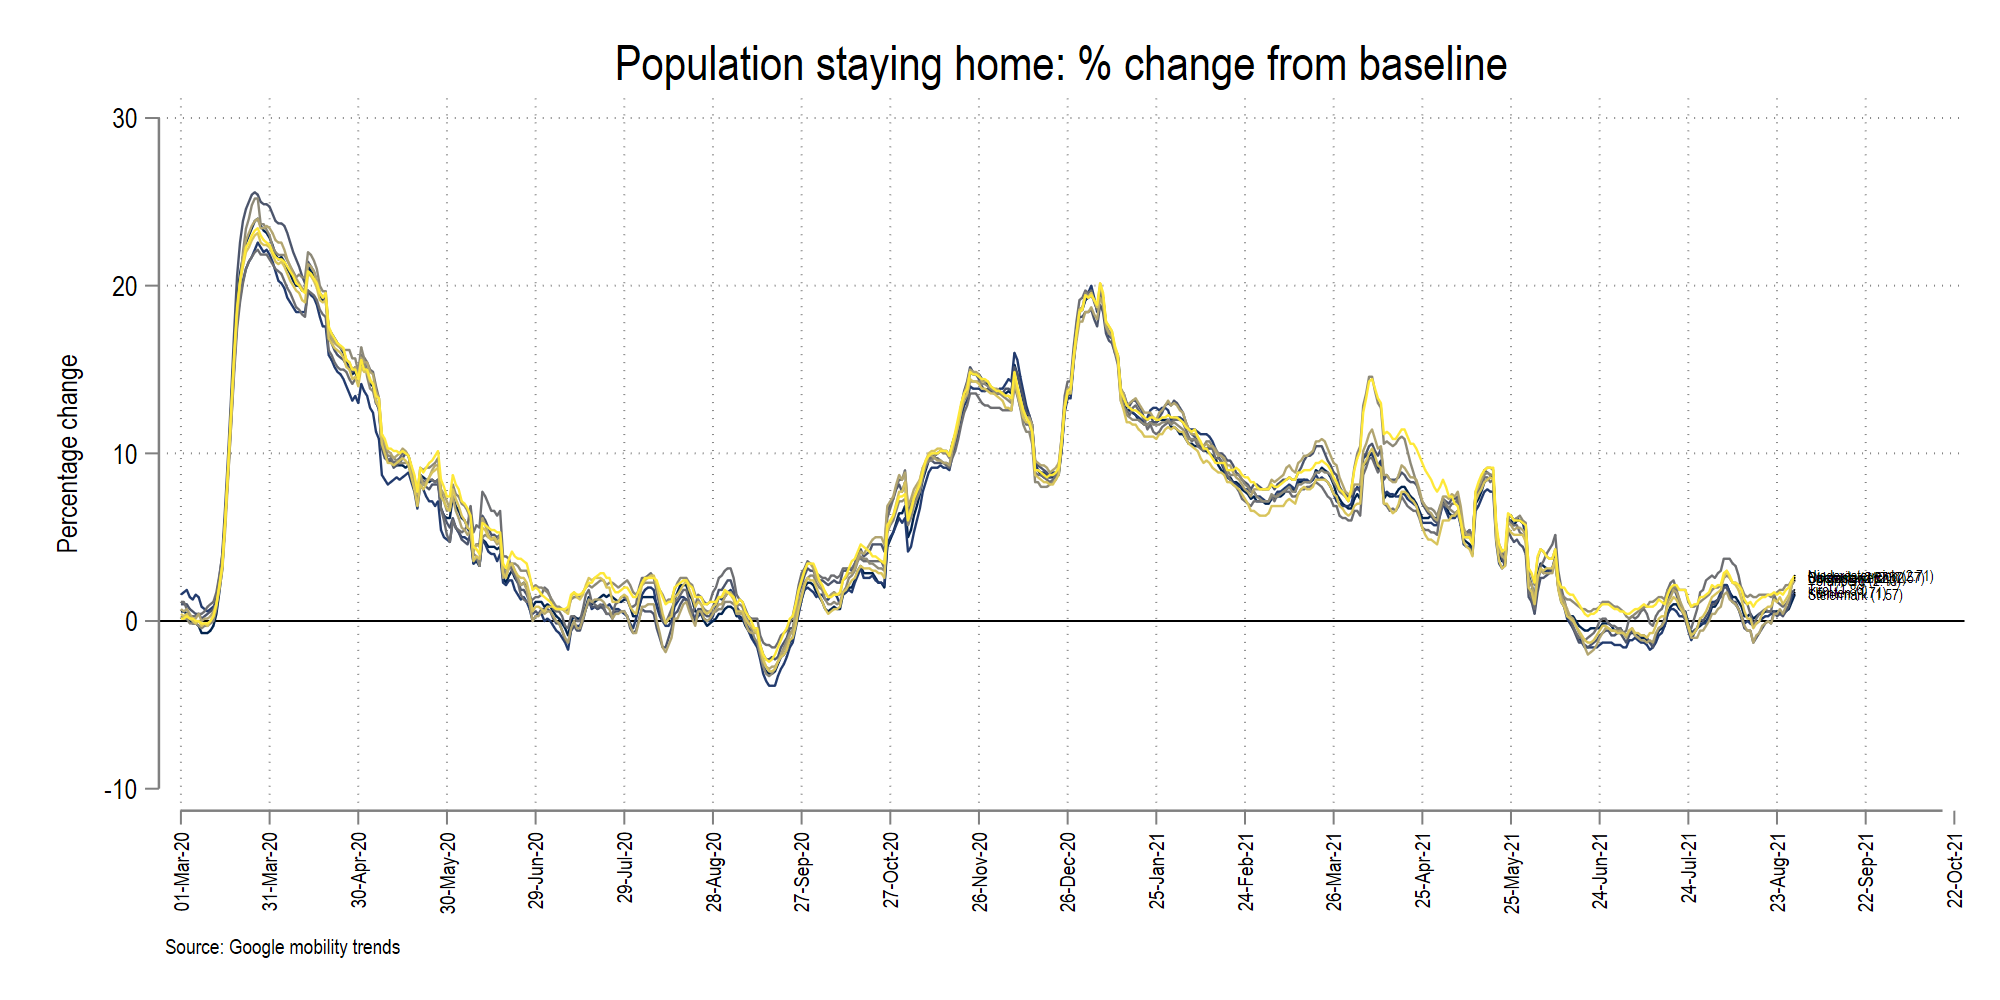 Population staying home: % change from baseline
30
20
10
0
-10
Percentage change
01-Mar-20
31-Mar-20
30-Apr-20
30-May-20
29-Jun-20
29-Jul-20
28-Aug-20
27-Sep-20
27-Oct-20
26-Nov-20
26-Dec-20
25-Jan-21
24-Feb-21
26-Mar-21
25-Apr-21
25-May-21
24-Jun-21
24-Jul-21
23-Aug-21
22-Sep-21
22-Oct-21
Steiermark (1.57)
Source: Google mobility trends